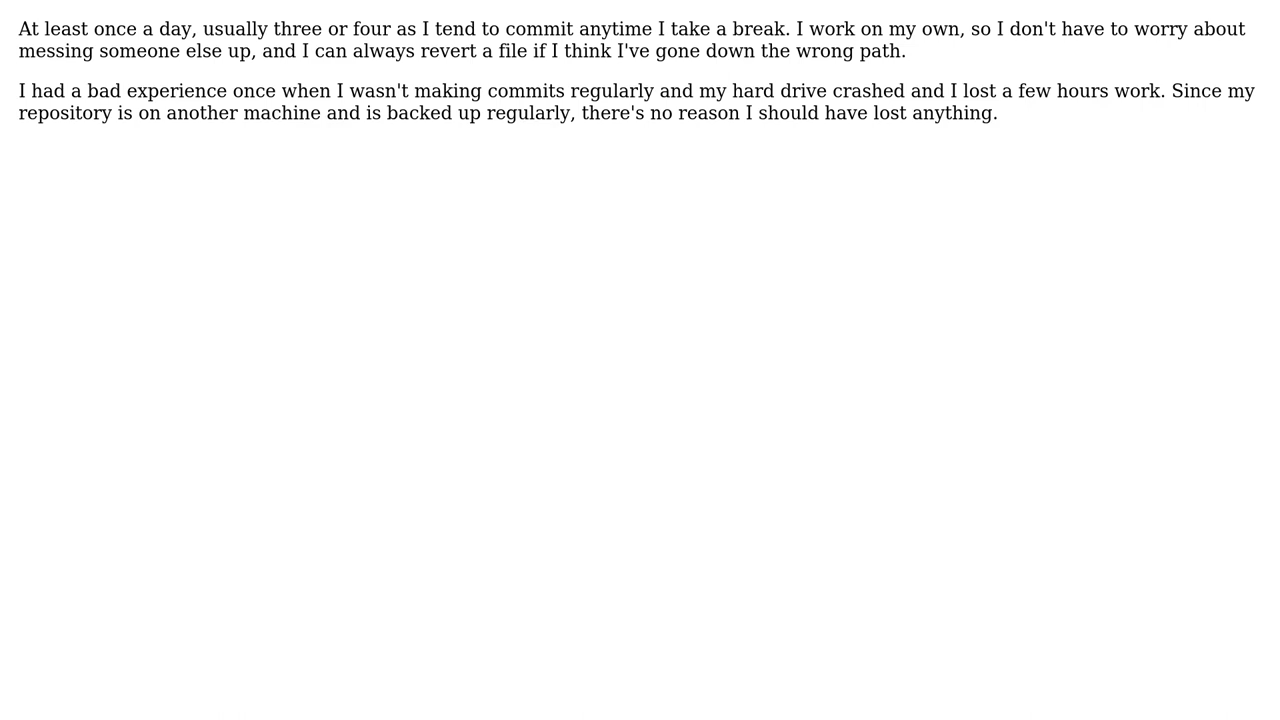 At least once a day, usually three or four as I tend to commit anytime I take a break. I work on my own, so I don't have to worry about
messing someone else up, and I can always revert a file if I think I've gone down the wrong path.
I had a bad experience once when I wasn't making commits regularly and my hard drive crashed and I lost a few hours work. Since my
repository is on another machine and is backed up regularly, there's no reason I should have lost anything.